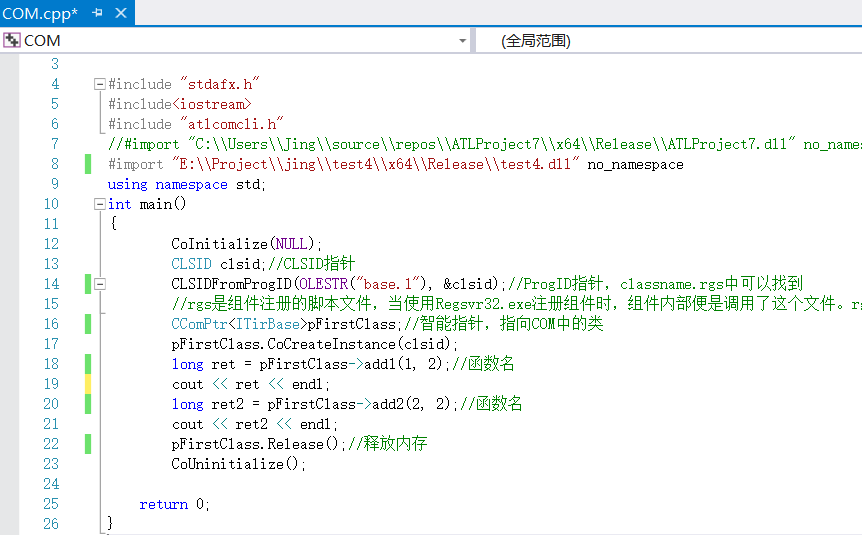 COM.cpp*
COM
(全局范围)
3
4 #include "stdafx.h"
5 #include<iostream>
6 #include "atlcomcli.h"
7 //#import "C:\\Users\\Jing\\source\\repos\\ATLProject7\\x64\\Release\\ATLProject7.dll" no_names
8 #import "E:\\Project\\jing\\test4\\x64\\Release\\test4.dll" no_namespace
9 using namespace std;
10 int main()
11 {
12 CoInitialize(NULL);
13 CLSID clsid;//CLSID指针
14 CLSIDFromProgID(OLESTR("base.1"), &clsid);//ProgID指针，classname.rgs中可以找到
15 //rgs是组件注册的脚本文件，当使用Regsvr32.exe注册组件时，组件内部便是调用了这个文件。rg
16 CComPtr<ITirBase>pFirstClass;//智能指针，指向COM中的类
17 pFirstClass.CoCreateInstance(clsid);
18 long ret = pFirstClass->add1(1, 2);//函数名
19 cout << ret << endl;
20 long ret2 = pFirstClass->add2(2, 2);//函数名
21 cout << ret2 << endl;
22 pFirstClass.Release();//释放内存
23 CoUninitialize();
24
25 return 0;
26 }